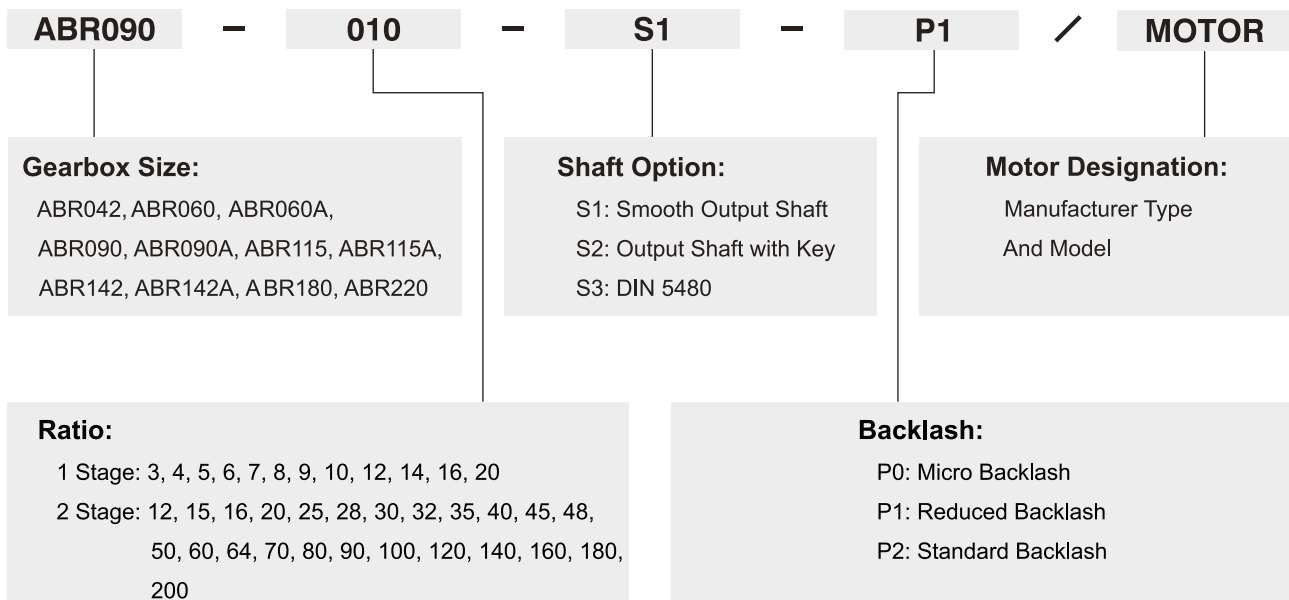 ABR090 – 010 – S1 – P1 / MOTOR
Gearbox Size:
ABR042, ABR060, ABR060A,
ABR090, ABR090A, ABR115, ABR115A,
ABR142, ABR142A, ABR180, ABR220
Shaft Option:
S1: Smooth Output Shaft
S2: Output Shaft with Key
S3: DIN 5480
Motor Designation:
Manufacturer Type
And Model
Ratio:
1 Stage: 3, 4, 5, 6, 7, 8, 9, 10, 12, 14, 16, 20
2 Stage: 12, 15, 16, 20, 25, 28, 30, 32, 35, 40, 45, 48,
50, 60, 64, 70, 80, 90, 100, 120, 140, 160, 180,
200
Backlash:
P0: Micro Backlash
P1: Reduced Backlash
P2: Standard Backlash